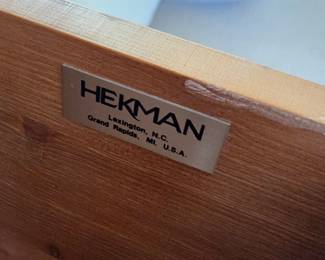 HEKMAN
Lexington, N.C.
Grand Rapids, MI. U.S.A.